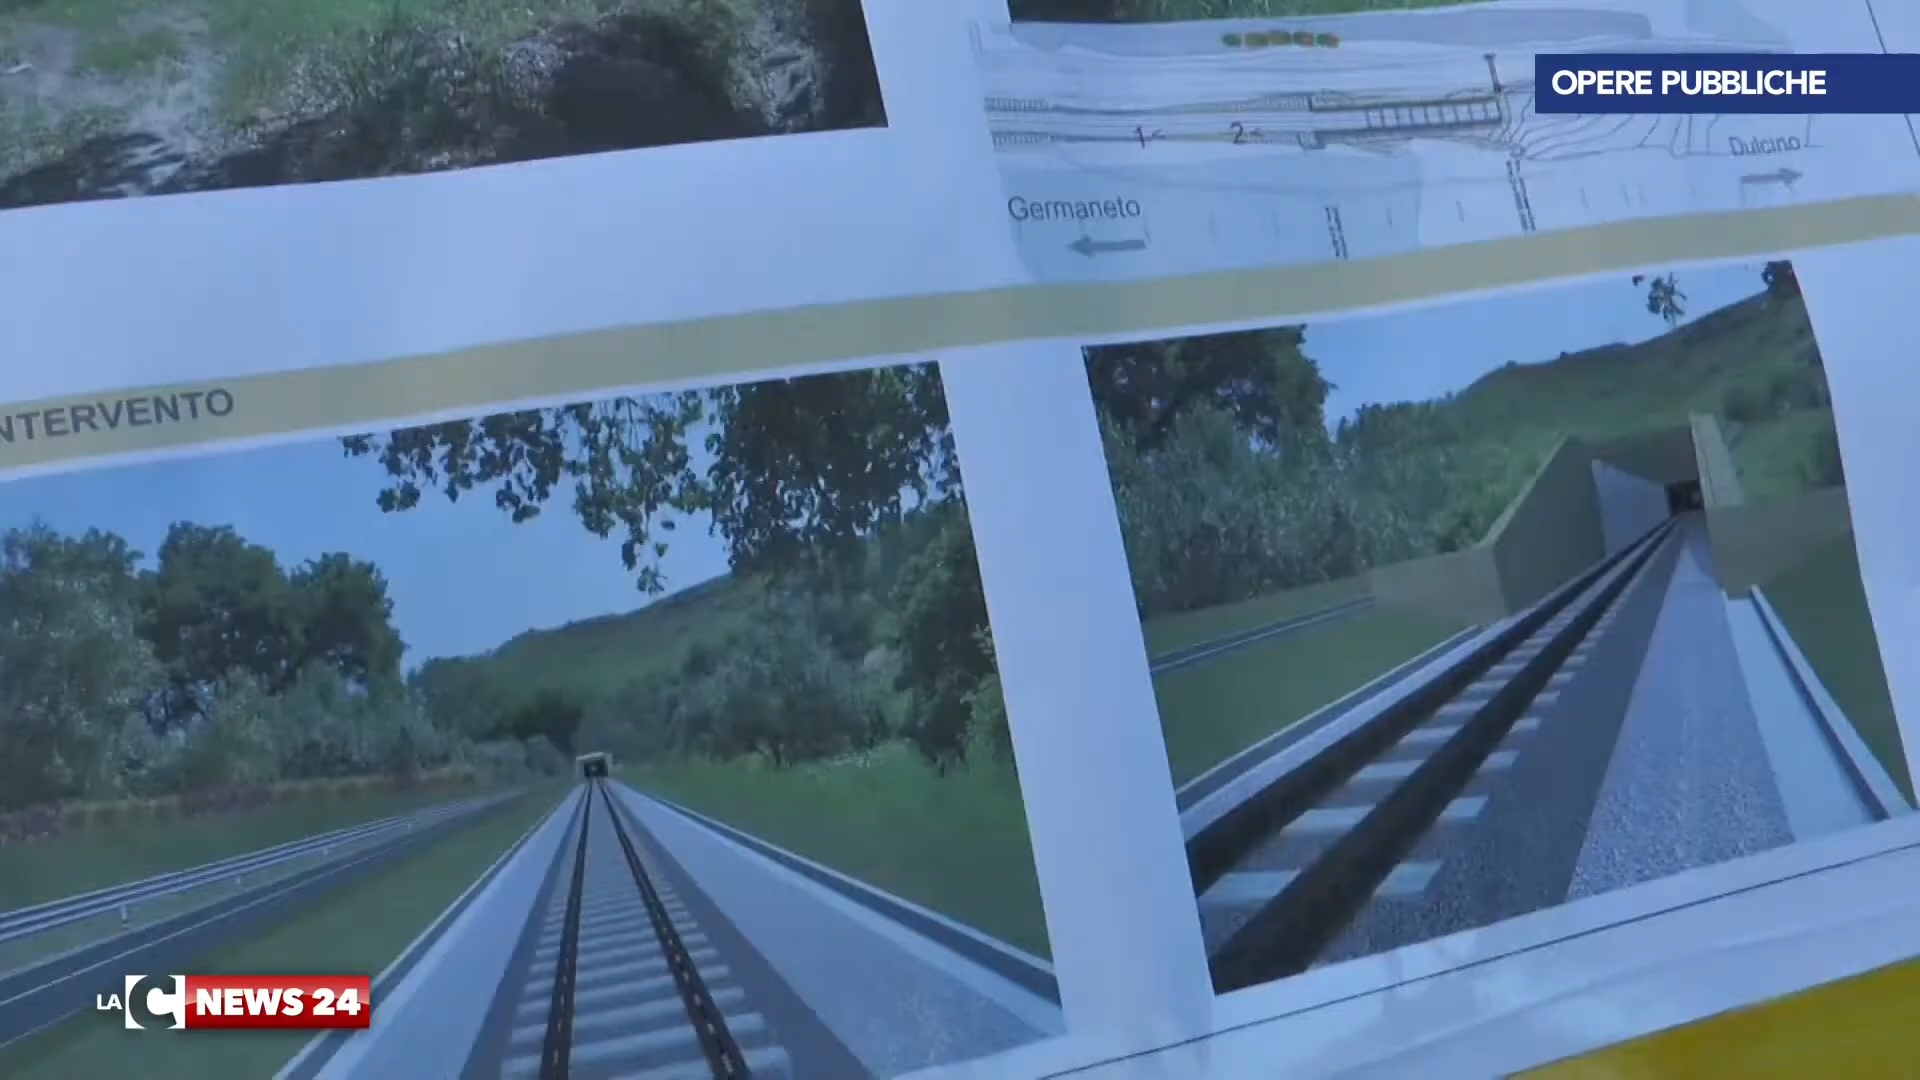 OPERE PUBBLICHE
1<
2<
Dulcino
Germaneto
NTERVENTO
LA C NEWS 24